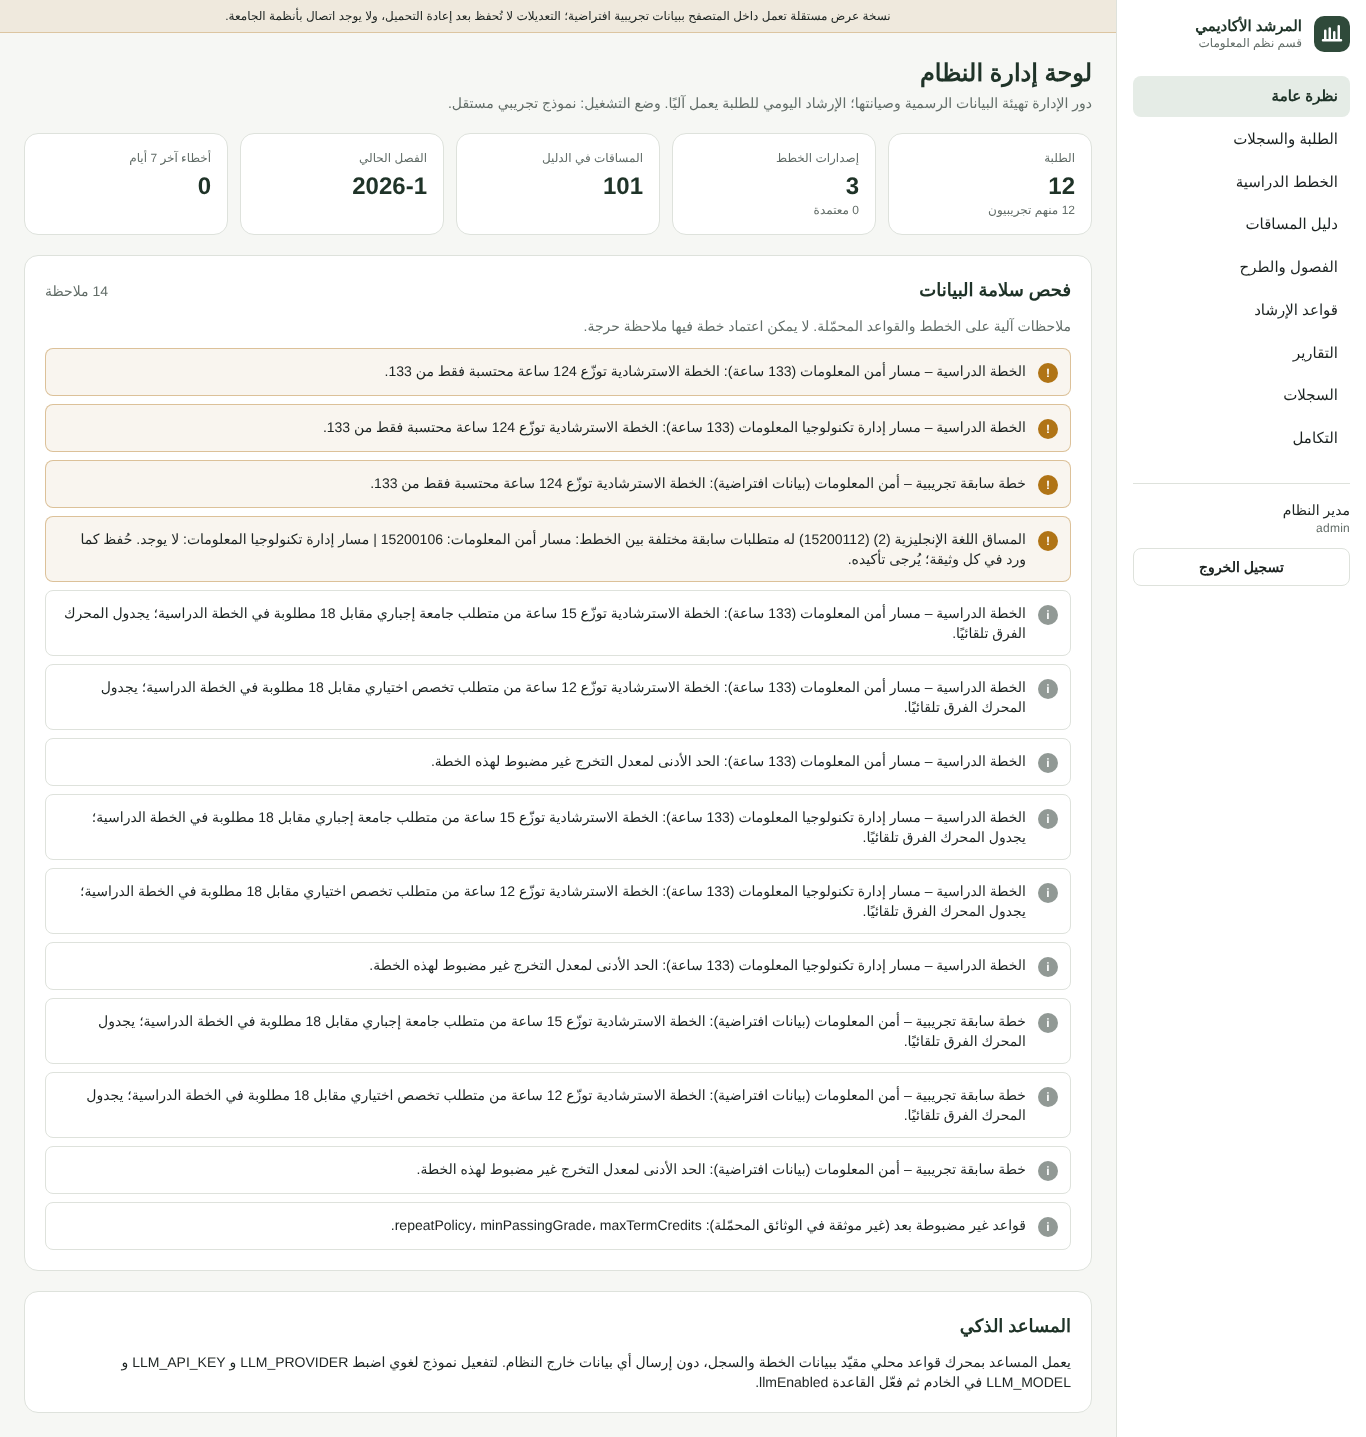 نسخة عرض مستقلة تعمل داخل المتصفح ببيانات تجريبية افتراضية؛ التعديلات لا تُحفظ بعد إعادة التحميل، ولا يوجد اتصال بأنظمة الجامعة.
المرشد الأكاديمي
قسم نظم المعلومات
نظرة عامة
الطلبة والسجلات
الخطط الدراسية
دليل المساقات
الفصول والطرح
قواعد الإرشاد
التقارير
السجلات
التكامل
مدير النظام
admin
تسجيل الخروج
لوحة إدارة النظام
دور الإدارة تهيئة البيانات الرسمية وصيانتها؛ الإرشاد اليومي للطلبة يعمل آليًا. وضع التشغيل: نموذج تجريبي مستقل.
الطلبة
12
12 منهم تجريبيون
إصدارات الخطط
3
0 معتمدة
المساقات في الدليل
101
الفصل الحالي
2026-1
أخطاء آخر 7 أيام
0
فحص سلامة البيانات
14 ملاحظة
ملاحظات آلية على الخطط والقواعد المحمّلة. لا يمكن اعتماد خطة فيها ملاحظة حرجة.
الخطة الدراسية – مسار أمن المعلومات (133 ساعة): الخطة الاسترشادية توزّع 124 ساعة محتسبة فقط من 133.
الخطة الدراسية – مسار إدارة تكنولوجيا المعلومات (133 ساعة): الخطة الاسترشادية توزّع 124 ساعة محتسبة فقط من 133.
خطة سابقة تجريبية – أمن المعلومات (بيانات افتراضية): الخطة الاسترشادية توزّع 124 ساعة محتسبة فقط من 133.
المساق اللغة الإنجليزية (2) (15200112) له متطلبات سابقة مختلفة بين الخطط: مسار أمن المعلومات: 15200106 | مسار إدارة تكنولوجيا المعلومات: لا يوجد. حُفظ كما
ورد في كل وثيقة؛ يُرجى تأكيده.
الخطة الدراسية – مسار أمن المعلومات (133 ساعة): الخطة الاسترشادية توزّع 15 ساعة من متطلب جامعة إجباري مقابل 18 مطلوبة في الخطة الدراسية؛ يجدول المحرك
الفرق تلقائيًا.
الخطة الدراسية – مسار أمن المعلومات (133 ساعة): الخطة الاسترشادية توزّع 12 ساعة من متطلب تخصص اختياري مقابل 18 مطلوبة في الخطة الدراسية؛ يجدول
المحرك الفرق تلقائيًا.
الخطة الدراسية – مسار أمن المعلومات (133 ساعة): الحد الأدنى لمعدل التخرج غير مضبوط لهذه الخطة.
الخطة الدراسية – مسار إدارة تكنولوجيا المعلومات (133 ساعة): الخطة الاسترشادية توزّع 15 ساعة من متطلب جامعة إجباري مقابل 18 مطلوبة في الخطة الدراسية؛
يجدول المحرك الفرق تلقائيًا.
الخطة الدراسية – مسار إدارة تكنولوجيا المعلومات (133 ساعة): الخطة الاسترشادية توزّع 12 ساعة من متطلب تخصص اختياري مقابل 18 مطلوبة في الخطة الدراسية؛
يجدول المحرك الفرق تلقائيًا.
الخطة الدراسية – مسار إدارة تكنولوجيا المعلومات (133 ساعة): الحد الأدنى لمعدل التخرج غير مضبوط لهذه الخطة.
خطة سابقة تجريبية – أمن المعلومات (بيانات افتراضية): الخطة الاسترشادية توزّع 15 ساعة من متطلب جامعة إجباري مقابل 18 مطلوبة في الخطة الدراسية؛ يجدول
المحرك الفرق تلقائيًا.
خطة سابقة تجريبية – أمن المعلومات (بيانات افتراضية): الخطة الاسترشادية توزّع 12 ساعة من متطلب تخصص اختياري مقابل 18 مطلوبة في الخطة الدراسية؛ يجدول
المحرك الفرق تلقائيًا.
خطة سابقة تجريبية – أمن المعلومات (بيانات افتراضية): الحد الأدنى لمعدل التخرج غير مضبوط لهذه الخطة.
قواعد غير مضبوطة بعد (غير موثقة في الوثائق المحمّلة): repeatPolicy، minPassingGrade، maxTermCredits.
المساعد الذكي
يعمل المساعد بمحرك قواعد محلي مقيّد ببيانات الخطة والسجل، دون إرسال أي بيانات خارج النظام. لتفعيل نموذج لغوي اضبط LLM_PROVIDER و LLM_API_KEY و
LLM_MODEL في الخادم ثم فعّل القاعدة llmEnabled.